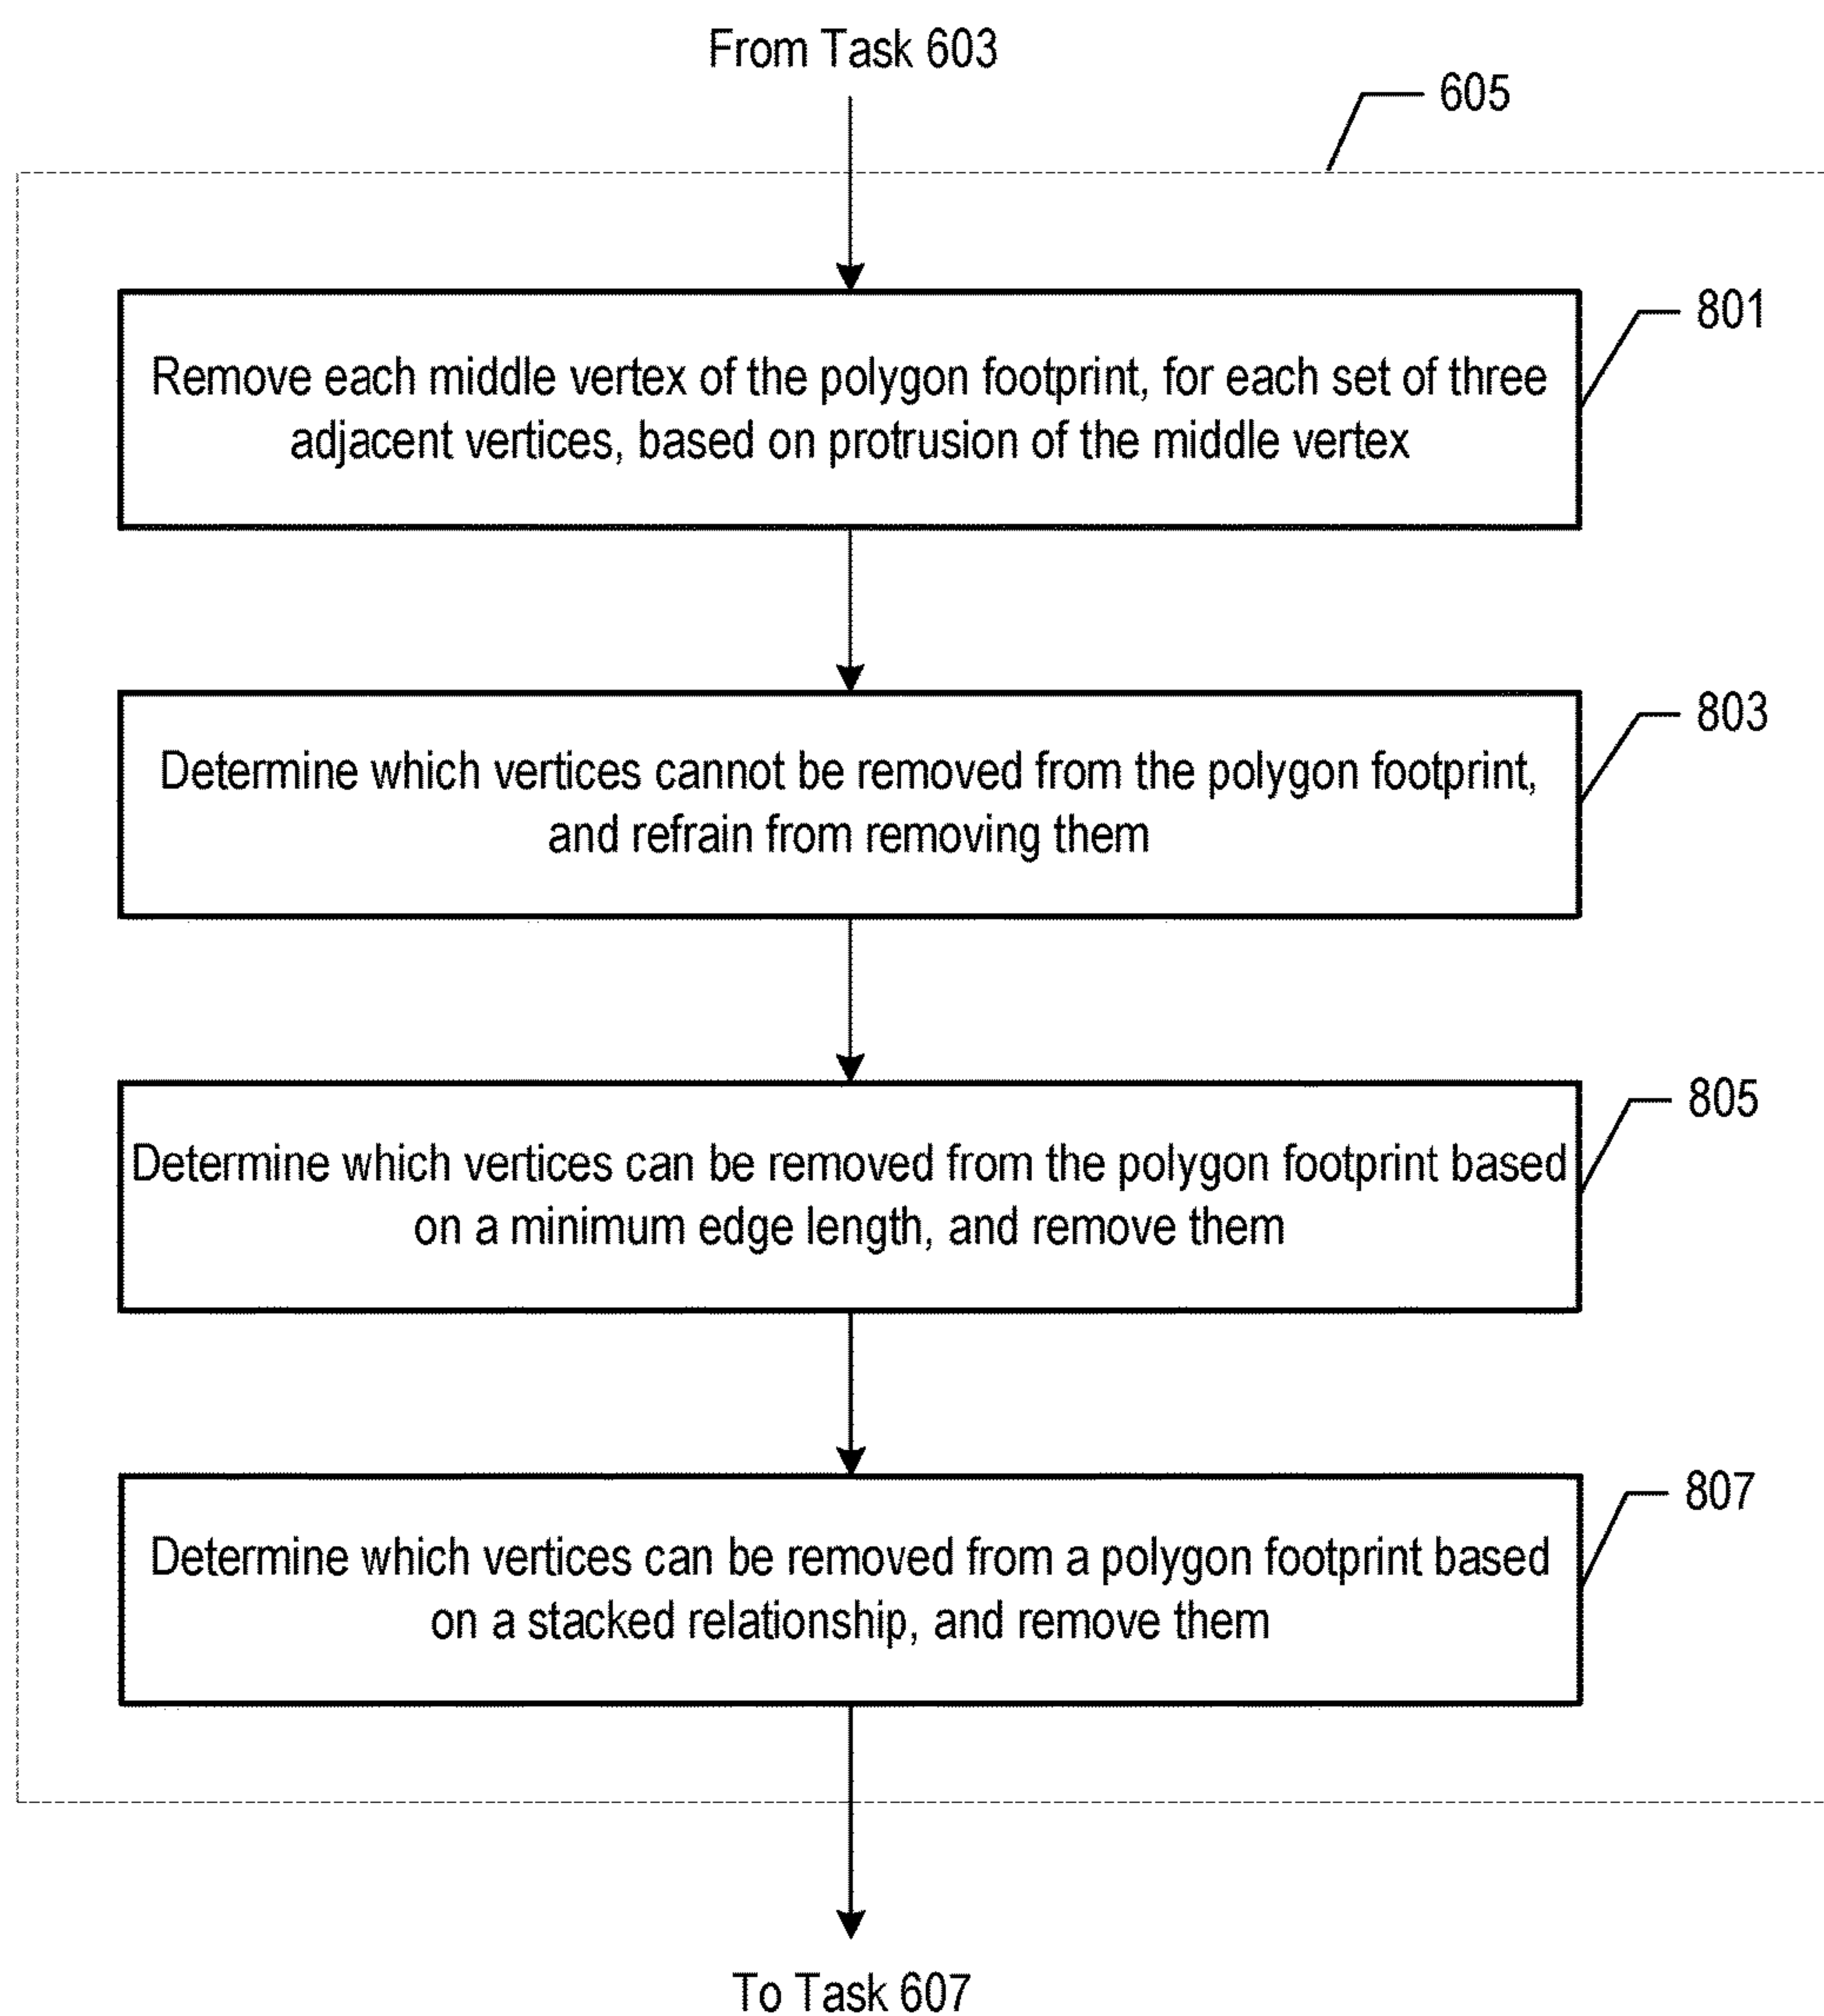 From Task 603
605
801
Remove each middle vertex of the polygon footprint, for each set of three
adjacent vertices, based on protrusion of the middle vertex
803
Determine which vertices cannot be removed from the polygon footprint,
and refrain from removing them
805
Determine which vertices can be removed from the polygon footprint based
on a minimum edge length, and remove them
807
Determine which vertices can be removed from a polygon footprint based
on a stacked relationship, and remove them
To Task 607